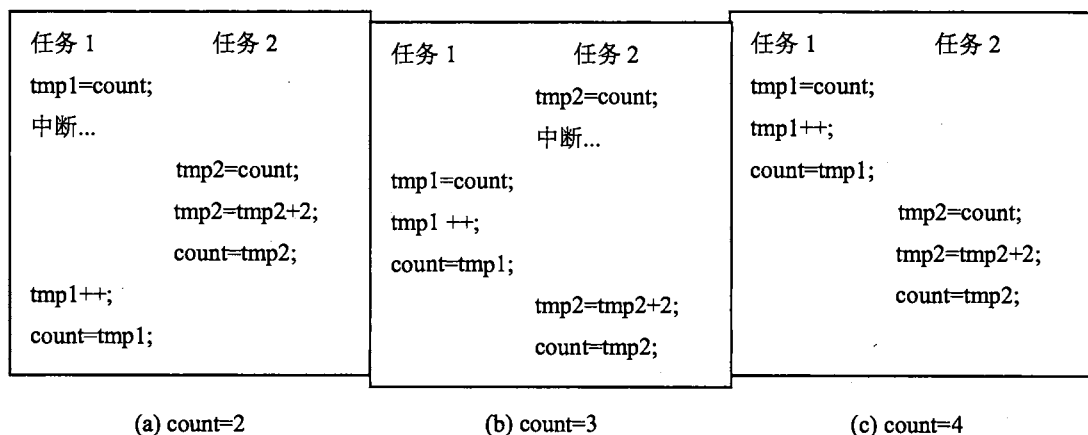 任务 1 任务 2
tmp1=count;
中断...
tmp2=count;
tmp2=tmp2+2;
count=tmp2;
tmp1++;
count=tmp1;
(a) count=2
任务 1 任务 2
tmp2=count;
中断...
tmp1=count;
tmp1 ++;
count=tmp1;
tmp2=tmp2+2;
count=tmp2;
(b) count=3
任务 1 任务 2
tmp1=count;
tmp1++;
count=tmp1;
tmp2=count;
tmp2=tmp2+2;
count=tmp2;
(c) count=4